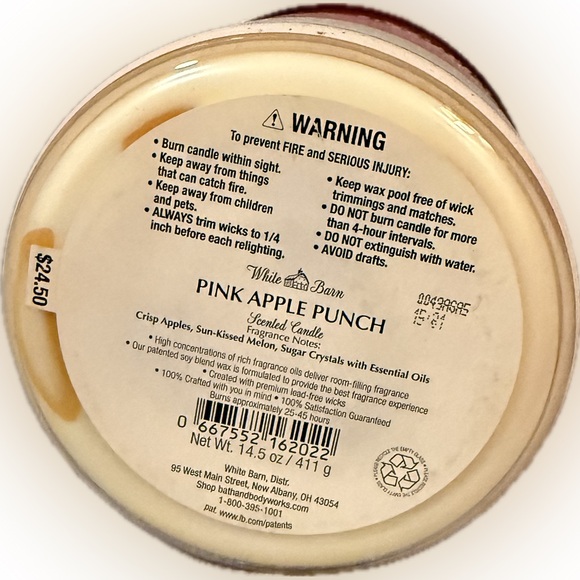 WARNING
To prevent FIRE and SERIOUS INJURY:
• Burn candle within sight.
• Keep away from things
that can catch fire.
• Keep away from children
and pets.
• ALWAYS trim wicks to 1/4
inch before each relighting.
• Keep wax pool free of wick
trimmings and matches.
• DO NOT burn candle for more
than 4-hour intervals.
• DO NOT extinguish with water.
• AVOID drafts.
$24.50
White Barn
PINK APPLE PUNCH
Scented Candle
Fragrance Notes:
Crisp Apples, Sun-Kissed Melon, Sugar Crystals with Essential Oils
• High concentrations of rich fragrance oils deliver room-filling fragrance
• Our patented soy blend wax is formulated to provide the best fragrance experience
• Created with premium lead-free wicks
• 100% Crafted with you in mind • 100% Satisfaction Guaranteed
Burns approximately 25-45 hours
0 667552 162022
Net Wt. 14.5 oz / 411 g
White Barn, Distr.
95 West Main Street, New Albany, OH 43054
Shop bathandbodyworks.com
1-800-395-1001
pat. www.lb.com/patents